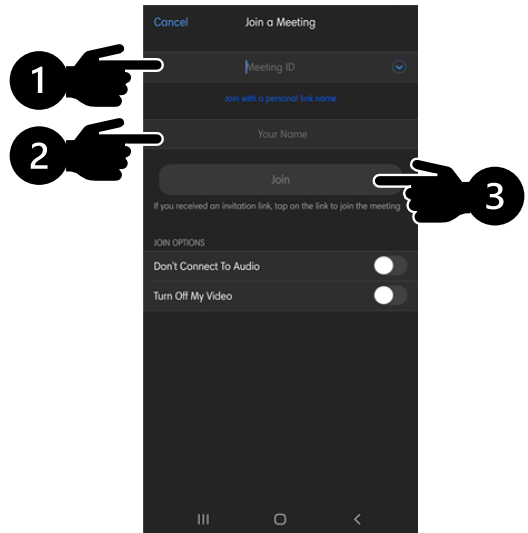 Cancel Join a Meeting
1 Meeting ID
Join with a personal link name
2 Your Name
Join 3
If you received an invitation link, tap on the link to join the meeting
JOIN OPTIONS
Don't Connect To Audio
Turn Off My Video